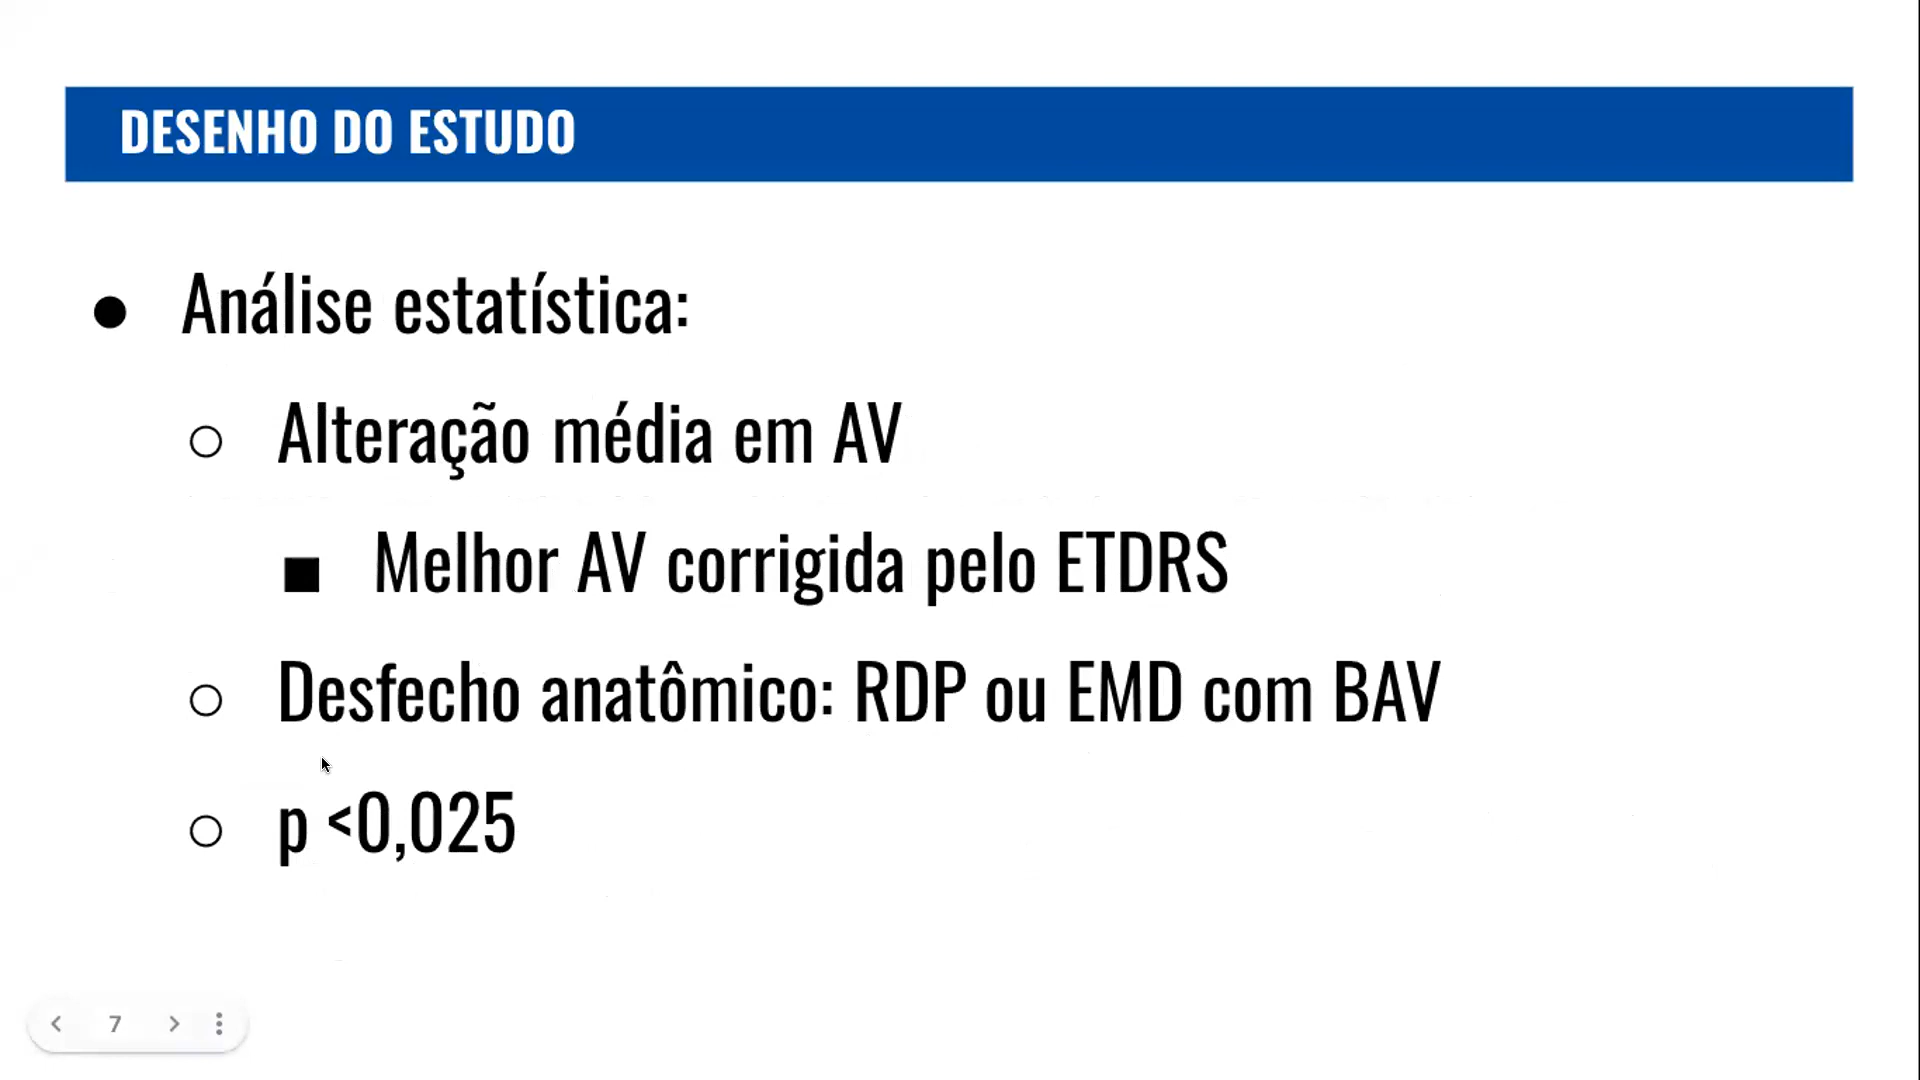 DESENHO DO ESTUDO
● Análise estatística:
○ Alteração média em AV
■ Melhor AV corrigida pelo ETDRS
○ Desfecho anatômico: RDP ou EMD com BAV
○ p <0,025
7